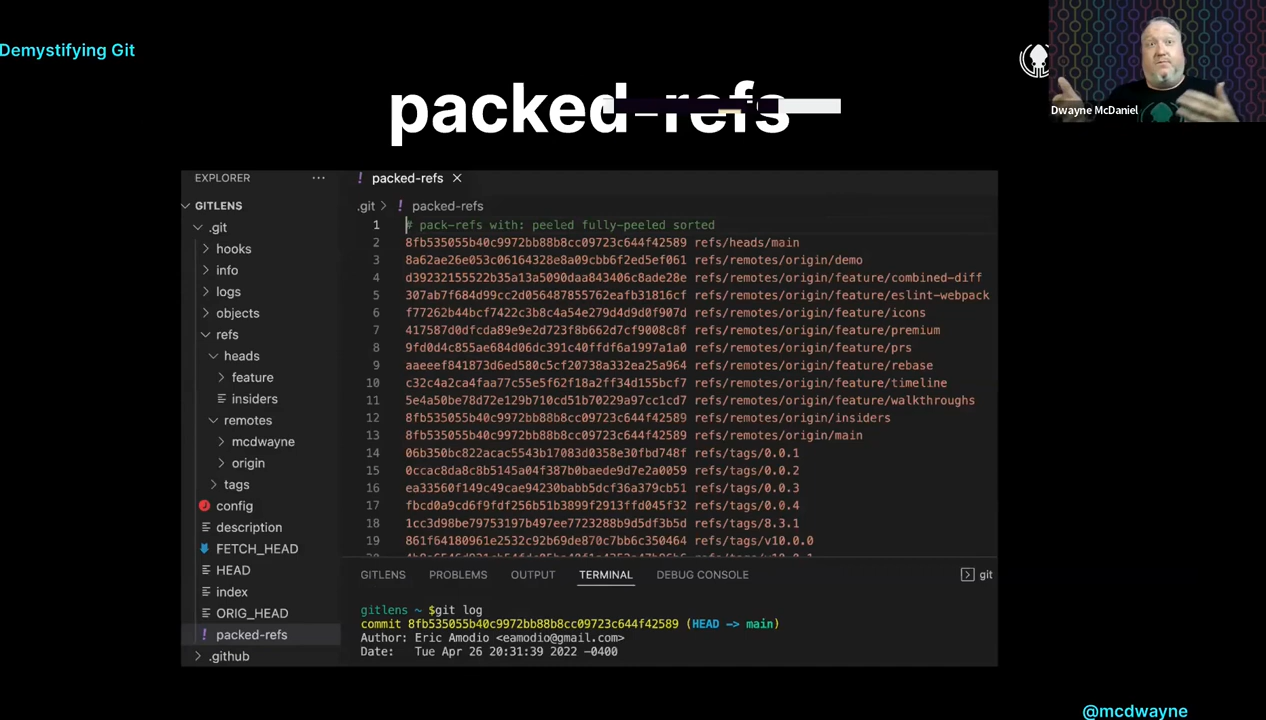 Demystifying Git
Dwayne McDaniel
packed-refs
EXPLORER
packed-refs
GITLENS
.git > packed-refs
.git
hooks
info
logs
objects
refs
heads
feature
insiders
remotes
mcdwayne
origin
tags
config
description
FETCH_HEAD
HEAD
index
ORIG_HEAD
packed-refs
.github
1 # pack-refs with: peeled fully-peeled sorted
2 8fb535055b40c9972bb88b8cc09723c644f42589 refs/heads/main
3 8a62ae26e053c06164328e8a09cbb6f2ed5ef061 refs/remotes/origin/demo
4 d39232155522b35a13a5090daa843406c8ade28e refs/remotes/origin/feature/combined-diff
5 307ab7f684d99cc2d056487855762eafb31816cf refs/remotes/origin/feature/eslint-webpack
6 f77262b44bcf7422c3b8c4a54e279d4d9d0f907d refs/remotes/origin/feature/icons
7 417587d0dfcda89e9e2d723f8b662d7cf9008c8f refs/remotes/origin/feature/premium
8 9fd0d4c855ae684d06dc391c40ffdf6a1997a1a0 refs/remotes/origin/feature/prs
9 aaeeef841873d6ed580c5cf20738a332ea25a964 refs/remotes/origin/feature/rebase
10 c32c4a2ca4faa77c55e5f62f18a2ff34d155bcf7 refs/remotes/origin/feature/timeline
11 5e4a50be78d72e129b710cd51b70229a97cc1cd7 refs/remotes/origin/feature/walkthroughs
12 8fb535055b40c9972bb88b8cc09723c644f42589 refs/remotes/origin/insiders
13 8fb535055b40c9972bb88b8cc09723c644f42589 refs/remotes/origin/main
14 06b350bc822acac5543b17083d0358e30fbd748f refs/tags/0.0.1
15 0ccac8da8c8b5145a04f387b0baede9d7e2a0059 refs/tags/0.0.2
16 ea33560f149c49cae94230babb5dcf36a379cb51 refs/tags/0.0.3
17 fbcd0a9cd6f9fdf256b51b3899f2913ffd045f32 refs/tags/0.0.4
18 1cc3d98be79753197b497ee7723288b9d5df3b5d refs/tags/8.3.1
19 861f64180961e2532c92b69de870c7bb6c350464 refs/tags/v10.0.0
GITLENS PROBLEMS OUTPUT TERMINAL DEBUG CONSOLE git
gitlens ~ $git log
commit 8fb535055b40c9972bb88b8cc09723c644f42589 (HEAD -> main)
Author: Eric Amodio <eamodio@gmail.com>
Date: Tue Apr 26 20:31:39 2022 -0400
@mcdwayne